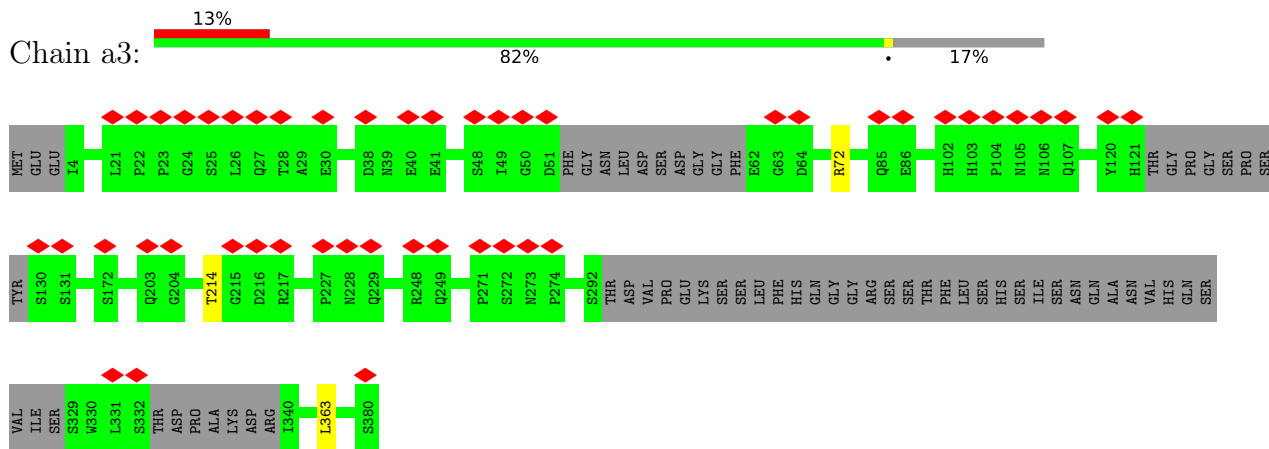 13%
Chain a3:
82% • 17%
MET GLU GLU I4 L21 P22 P23 G24 S25 L26 Q27 T28 A29 E30 D38 N39 E40 E41 S48 I49 G50 D51 PHE GLY ASN LEU ASP SER ASP GLY GLY PHE E62 G63 D64 R72 Q85 E86 H102 H103 P104 N105 N106 Q107 Y120 H121 THR GLY PRO GLY SER PRO SER
TYR S130 S131 S172 Q203 G204 T214 G215 D216 R217 P227 N228 Q229 R248 Q249 P271 S272 N273 P274 S292 THR ASP VAL PRO GLU LYS SER SER LEU PHE HIS GLN GLY GLY ARG SER SER THR PHE LEU SER HIS SER ILE SER ASN GLN ALA ASN VAL HIS GLN SER
VAL ILE SER S329 W330 L331 S332 THR ASP PRO ALA LYS ASP ARG I340 L363 S380